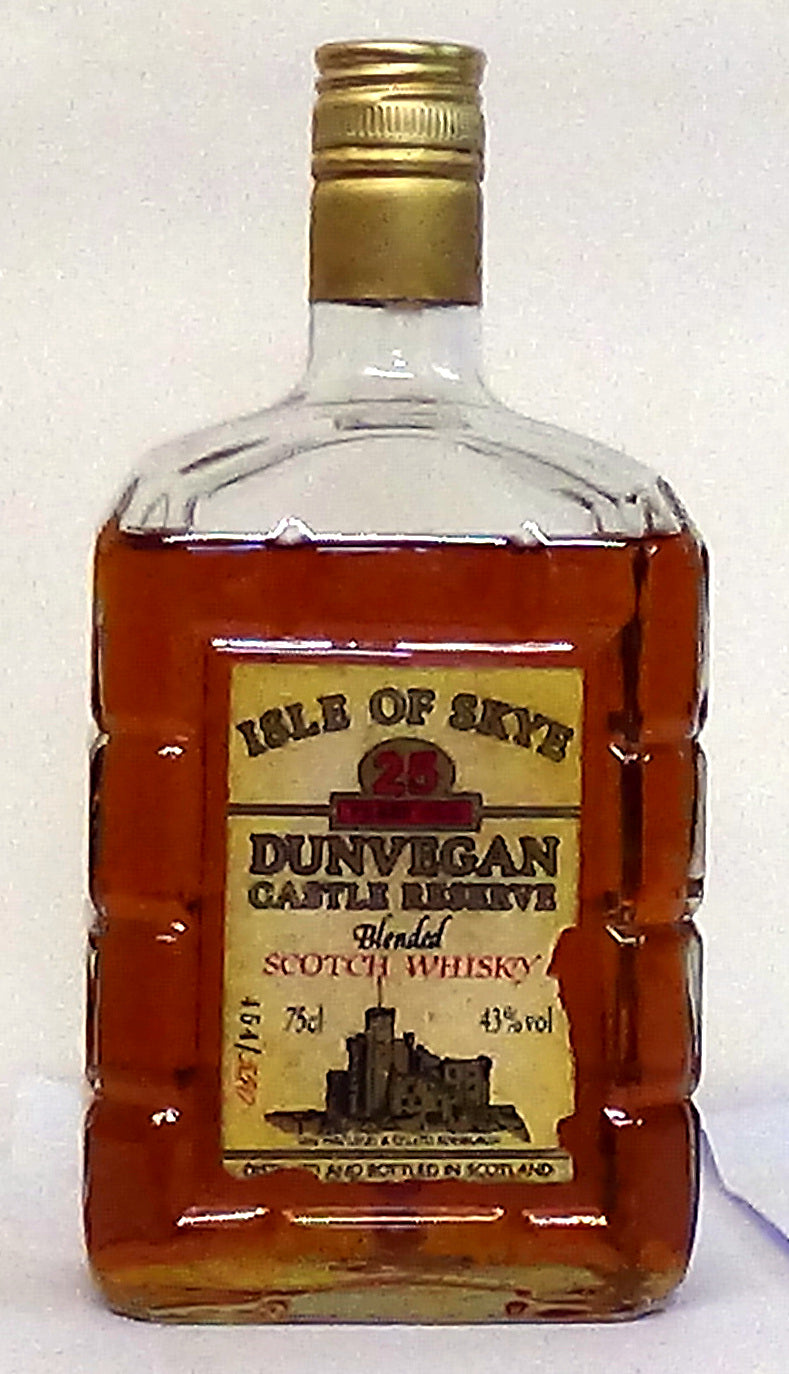 ISLE OF SKYE
25
DUNVEGAN
CASTLE RESERVE
Blended
SCOTCH WHISKY
75cl 43% vol
DISTILLED AND BOTTLED IN SCOTLAND